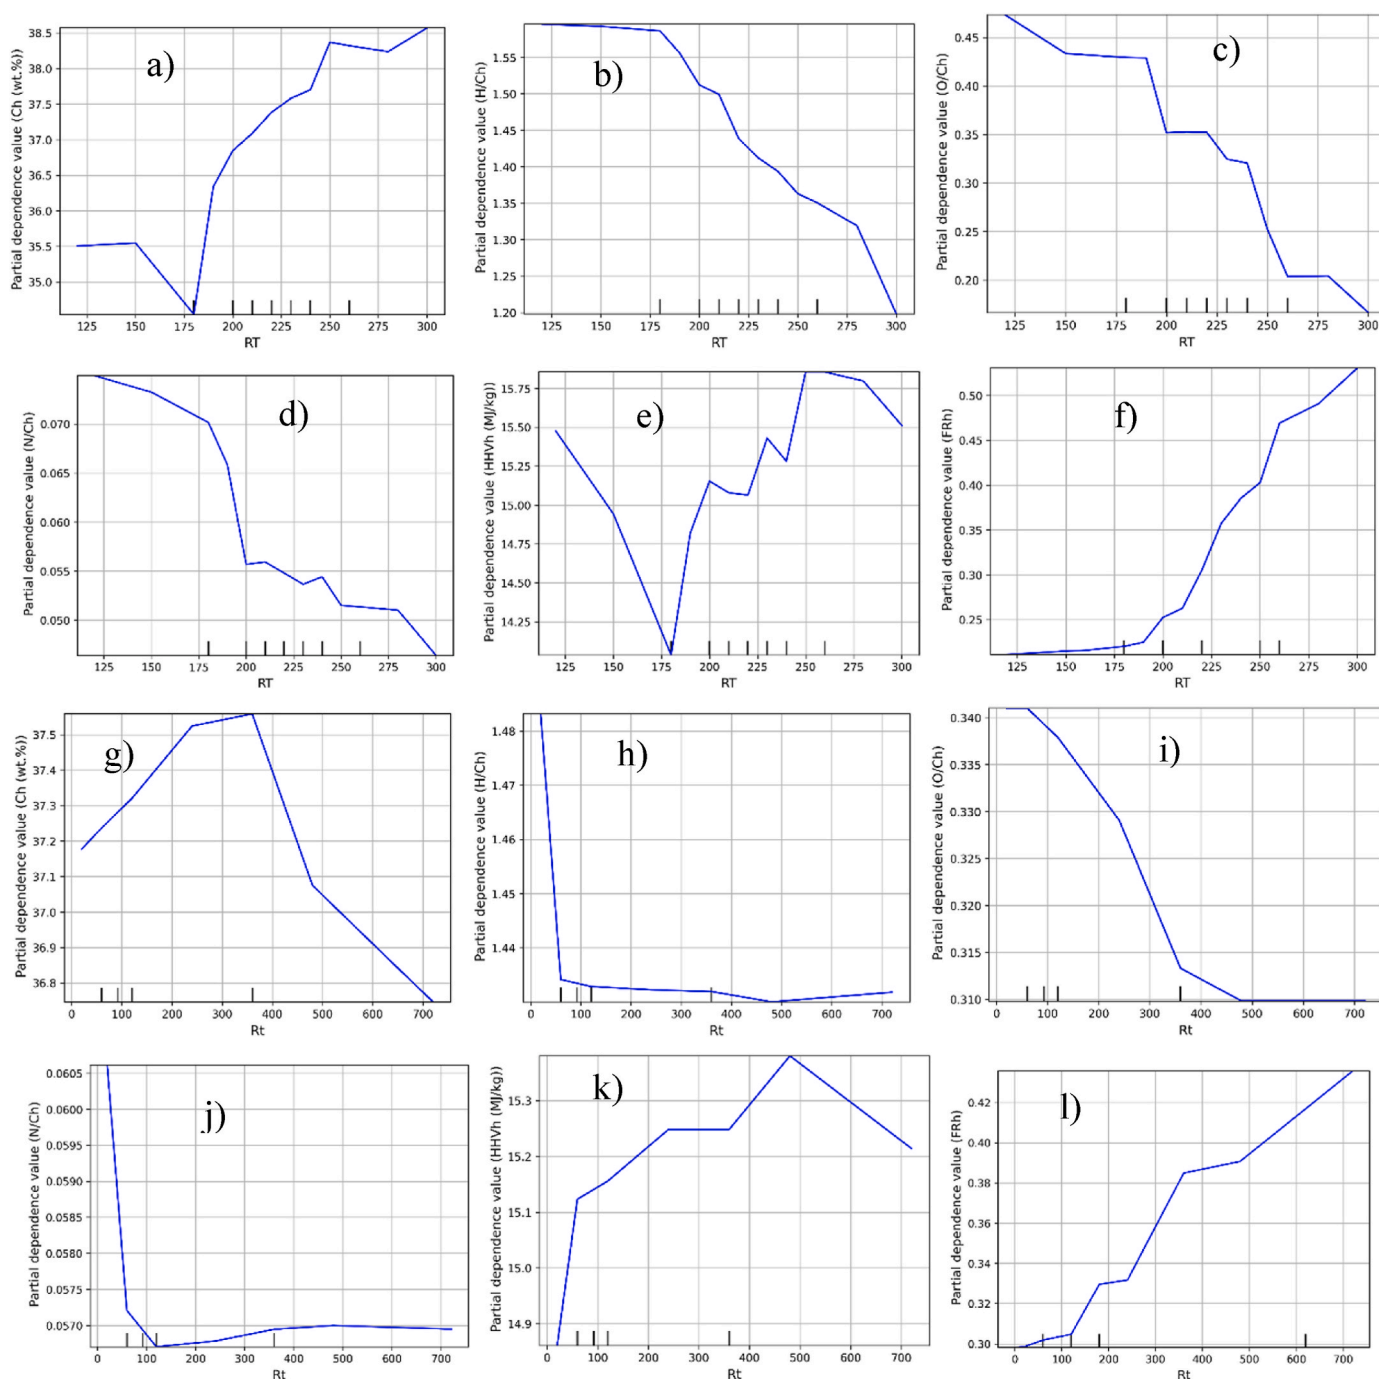 a)
Partial dependence value (Ch (wt.%))
38.5
38.0
37.5
37.0
36.5
36.0
35.5
35.0
125 150 175 200 225 250 275 300
RT
b)
Partial dependence value (H/Ch)
1.55
1.50
1.45
1.40
1.35
1.30
1.25
1.20
125 150 175 200 225 250 275 300
RT
c)
Partial dependence value (O/Ch)
0.45
0.40
0.35
0.30
0.25
0.20
125 150 175 200 225 250 275 300
RT
d)
Partial dependence value (N/Ch)
0.070
0.065
0.060
0.055
0.050
125 150 175 200 225 250 275 300
RT
e)
Partial dependence value (HHVh (MJ/kg))
15.75
15.50
15.25
15.00
14.75
14.50
14.25
125 150 175 200 225 250 275 300
RT
f)
Partial dependence value (FRh)
0.50
0.45
0.40
0.35
0.30
0.25
125 150 175 200 225 250 275 300
RT
g)
Partial dependence value (Ch (wt.%))
37.5
37.4
37.3
37.2
37.1
37.0
36.9
36.8
0 100 200 300 400 500 600 700
Rt
h)
Partial dependence value (H/Ch)
1.48
1.47
1.46
1.45
1.44
0 100 200 300 400 500 600 700
Rt
i)
Partial dependence value (O/Ch)
0.340
0.335
0.330
0.325
0.320
0.315
0.310
0 100 200 300 400 500 600 700
Rt
j)
Partial dependence value (N/Ch)
0.0605
0.0600
0.0595
0.0590
0.0585
0.0580
0.0575
0.0570
0 100 200 300 400 500 600 700
Rt
k)
Partial dependence value (HHVh (MJ/kg))
15.3
15.2
15.1
15.0
14.9
0 100 200 300 400 500 600 700
Rt
l)
Partial dependence value (FRh)
0.42
0.40
0.38
0.36
0.34
0.32
0.30
0 100 200 300 400 500 600 700
Rt